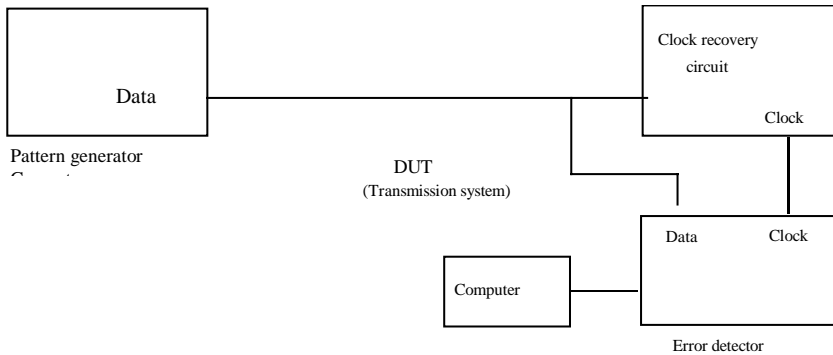 Clock recovery
circuit
Data
Clock
Pattern generator
DUT
(Transmission system)
Data Clock
Computer
Error detector